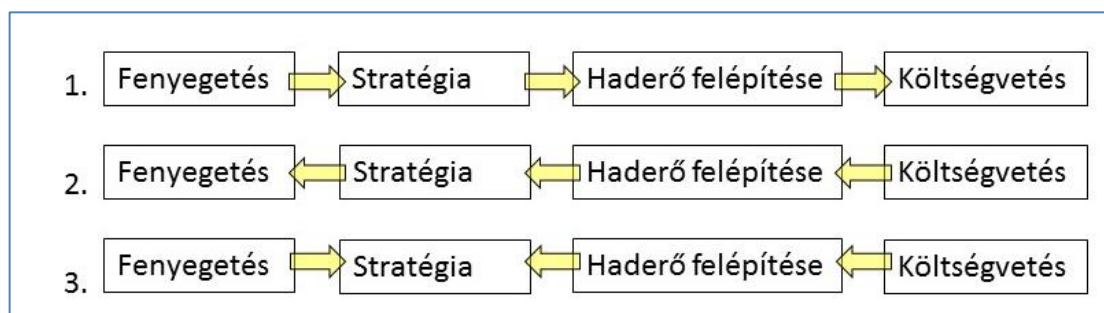 1. Fenyegetés Stratégia Haderő felépítése Költségvetés
2. Fenyegetés Stratégia Haderő felépítése Költségvetés
3. Fenyegetés Stratégia Haderő felépítése Költségvetés